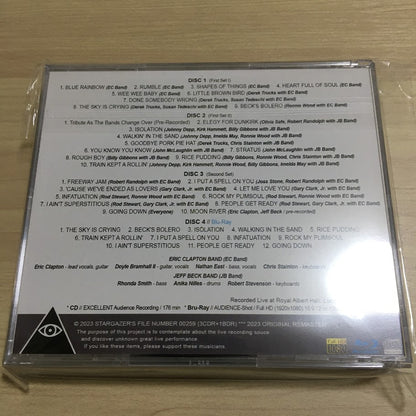 DISC 1 (First Set I)
1. BLUE RAINBOW (EC Band) 2. RUMBLE (EC Band) 3. SHAPES OF THINGS (EC Band) 4. HEART FULL OF SOUL (EC Band)
5. WEE WEE BABY (EC Band) 6. LITTLE BROWN BIRD (Derek Trucks with EC Band)
7. DONE SOMEBODY WRONG (Derek Trucks, Susan Tedeschi with EC Band)
8. THE SKY IS CRYING (Derek Trucks, Susan Tedeschi with EC Band) 9. BECK'S BOLERO (Ronnie Wood with EC Band)
DISC 2 (First Set II)
1. Tribute As The Bands Change Over (Pre-Recorded) 2. ELEGY FOR DUNKIRK (Olivia Safe, Robert Randolph with JB Band)
3. ISOLATION (Johnny Depp, Kirk Hammett, Billy Gibbons with JB Band)
4. WALKING IN THE SAND (Johnny Depp, Imelda May, Ronnie Wood with JB Band)
5. GOODBYE PORK PIE HAT (Derek Trucks, Chris Stainton with JB Band)
6. YOU KNOW YOU KNOW (John McLaughlin with JB Band) 7. STRATUS (John McLaughlin with JB Band)
8. ROUGH BOY (Billy Gibbons with JB Band) 9. RICE PUDDING (Billy Gibbons, Ronnie Wood, Chris Stainton with JB Band)
10. TRAIN KEPT A ROLLIN' (Johnny Depp, Kirk Hammett, Billy Gibbons, Ronnie Wood, Imelda May with JB Band)
DISC 3 (Second Set)
1. FREEWAY JAM (Robert Randolph with JB Band) 2. I PUT A SPELL ON YOU (Joss Stone, Ronnie Wood, Robert Randolph with JB Band)
3. 'CAUSE WE'VE ENDED AS LOVERS (Gary Clark, Jr. with EC Band) 4. LET ME LOVE YOU (Gary Clark, Jr. with EC Band)
5. INFATUATION (Rod Stewart, Gary Clark, Jr. with EC Band) 6. ROCK MY PLIMSOUL (Rod Stewart, Ronnie Wood with EC Band)
7. I AIN'T SUPERSTITIOUS (Rod Stewart, Ronnie Wood with EC Band) 8. PEOPLE GET READY (Rod Stewart, Gary Clark, Jr. with EC Band)
9. GOING DOWN (Everyone) 10. MOON RIVER (Eric Clapton, Jeff Beck / pre-recorded)
DISC 4 // Blu-Ray
1. THE SKY IS CRYING 2. BECK'S BOLERO 3. ISOLATION 4. WALKING IN THE SAND 5. RICE PUDDING
6. TRAIN KEPT A ROLLIN' 7. I PUT A SPELL ON YOU 8. INFATUATION 9. ROCK MY PLIMSOUL
10. I AIN'T SUPERSTITIOUS 11. PEOPLE GET READY 12. GOING DOWN
ERIC CLAPTON BAND (EC)
Eric Clapton - lead vocals, guitar Doyle Bramhall II - guitar, vocals Nathan East - bass, vocals Chris Stainton - keyboards
JEFF BECK BAND (JB)
Rhonda Smith - bass Anika Nilles - drums Robert Stevenson - keyboards
Recorded Live at Royal Albert Hall,
* CD // EXCELLENT Audience Recording / 176 min * Bru-Ray // AUDIENCE-Shot / Full HD (1920x1080) 16:9
© 2023 STARGAZER'S FILE NUMBER 00259 (3CDR+1BDR) *** 2023 ORIGINAL REMASTER
The purpose of this project is to contemplate about the live recording sauce
and discover unknown great live performances.
If you like these items, please support this musicians outside.